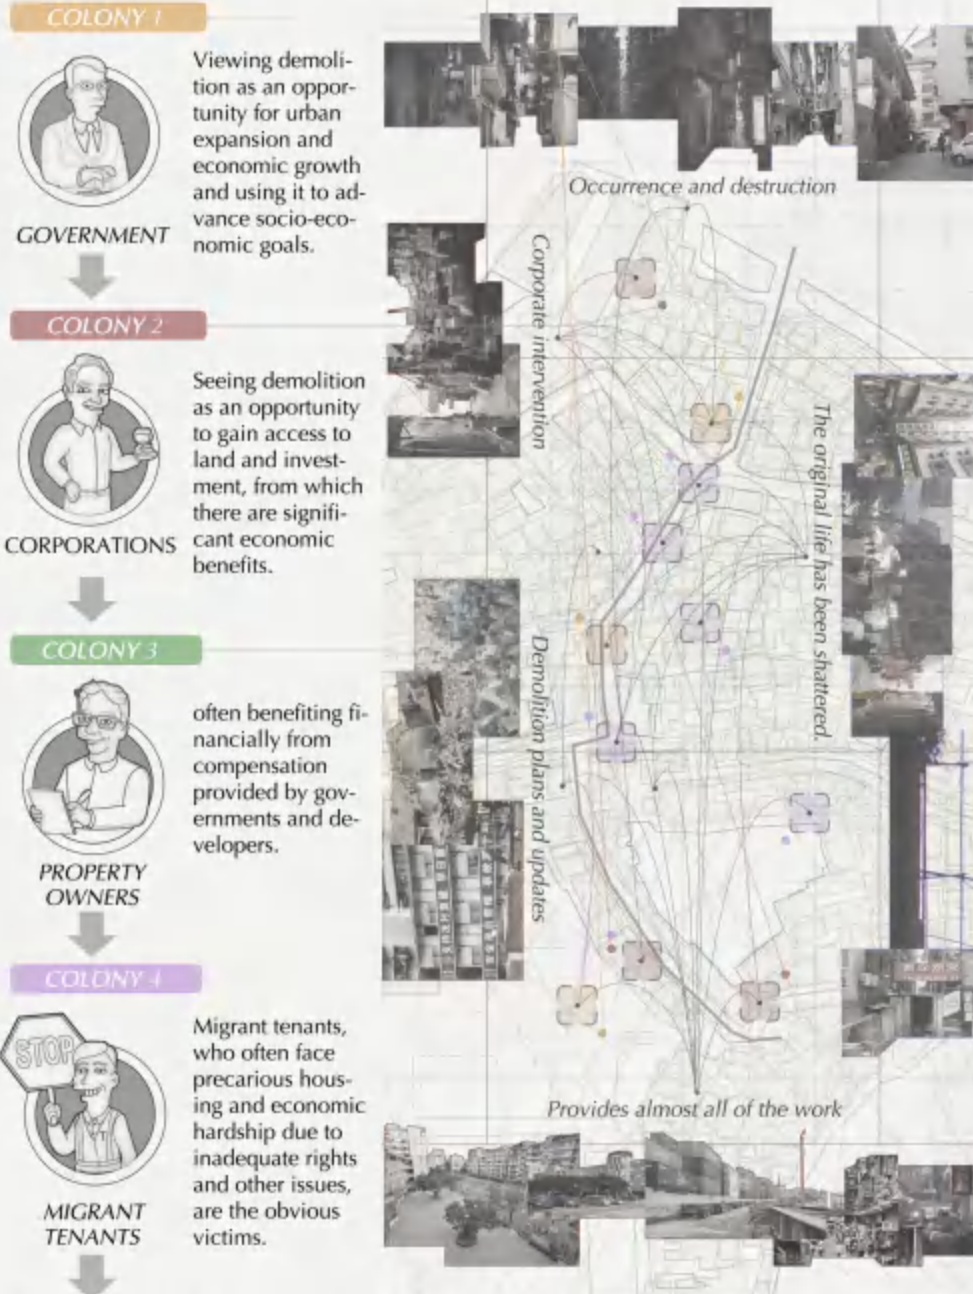 COLONY 1
Viewing demoli-
tion as an oppor-
tunity for urban
expansion and
economic growth
and using it to ad-
vance socio-eco-
nomic goals.
GOVERNMENT
COLONY 2
Seeing demolition
as an opportunity
to gain access to
land and invest-
ment, from which
there are signifi-
cant economic
benefits.
CORPORATIONS
COLONY 3
often benefiting fi-
nancially from
compensation
provided by gov-
ernments and de-
velopers.
PROPERTY
OWNERS
COLONY 4
STOP
Migrant tenants,
who often face
precarious hous-
ing and economic
hardship due to
inadequate rights
and other issues,
are the obvious
victims.
MIGRANT
TENANTS
Occurrence and destruction
Corporate intervention
The original life has been shattered.
Demolition plans and updates
Provides almost all of the work